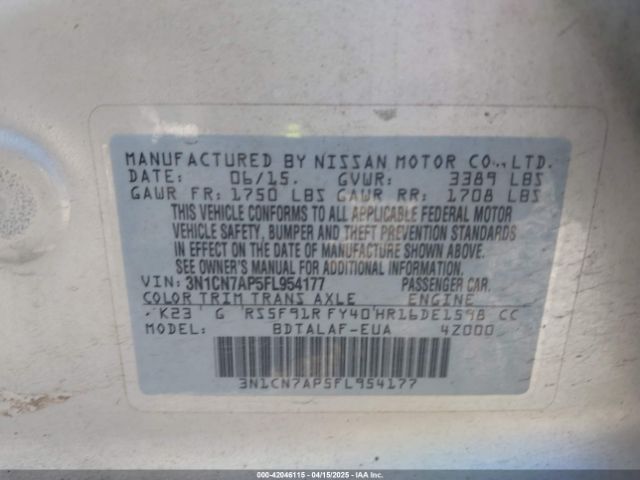 MANUFACTURED BY NISSAN MOTOR CO., LTD.
DATE: 06/15. GVWR: 3389 LBS
GAWR FR: 1750 LBS GAWR RR: 1708 LBS
THIS VEHICLE CONFORMS TO ALL APPLICABLE FEDERAL MOTOR
VEHICLE SAFETY, BUMPER AND THEFT PREVENTION STANDARDS
IN EFFECT ON THE DATE OF MANUFACTURE SHOWN ABOVE.
SEE OWNER'S MANUAL FOR ADDITIONAL INFORMATION.
VIN: 3N1CN7AP5FL954177 PASSENGER CAR.
COLOR TRIM TRANS AXLE ENGINE
K23 G RS5F91R FY40 HR16DE1598 CC
MODEL: BDTALAF-EUA 4Z000
3N1CN7AP5FL954177
000-42046115 - 04/15/2025 - iaai.com